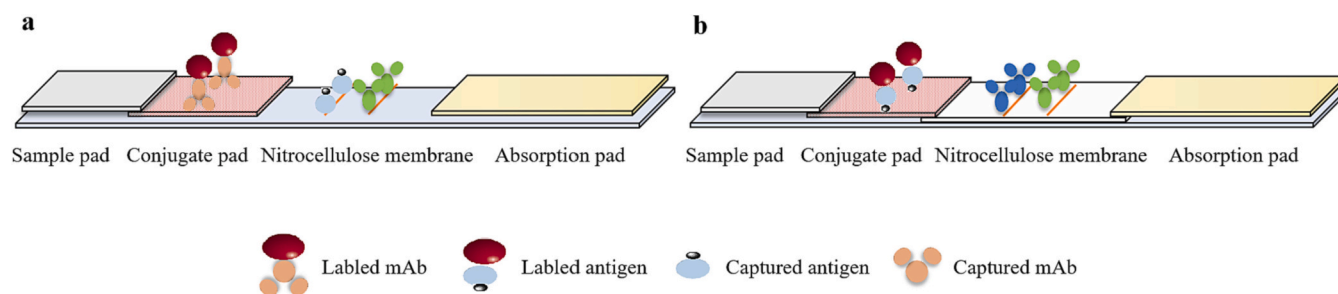 a
b
Sample pad Conjugate pad Nitrocellulose membrane Absorption pad
Sample pad Conjugate pad Nitrocellulose membrane Absorption pad
Labled mAb Labled antigen Captured antigen Captured mAb